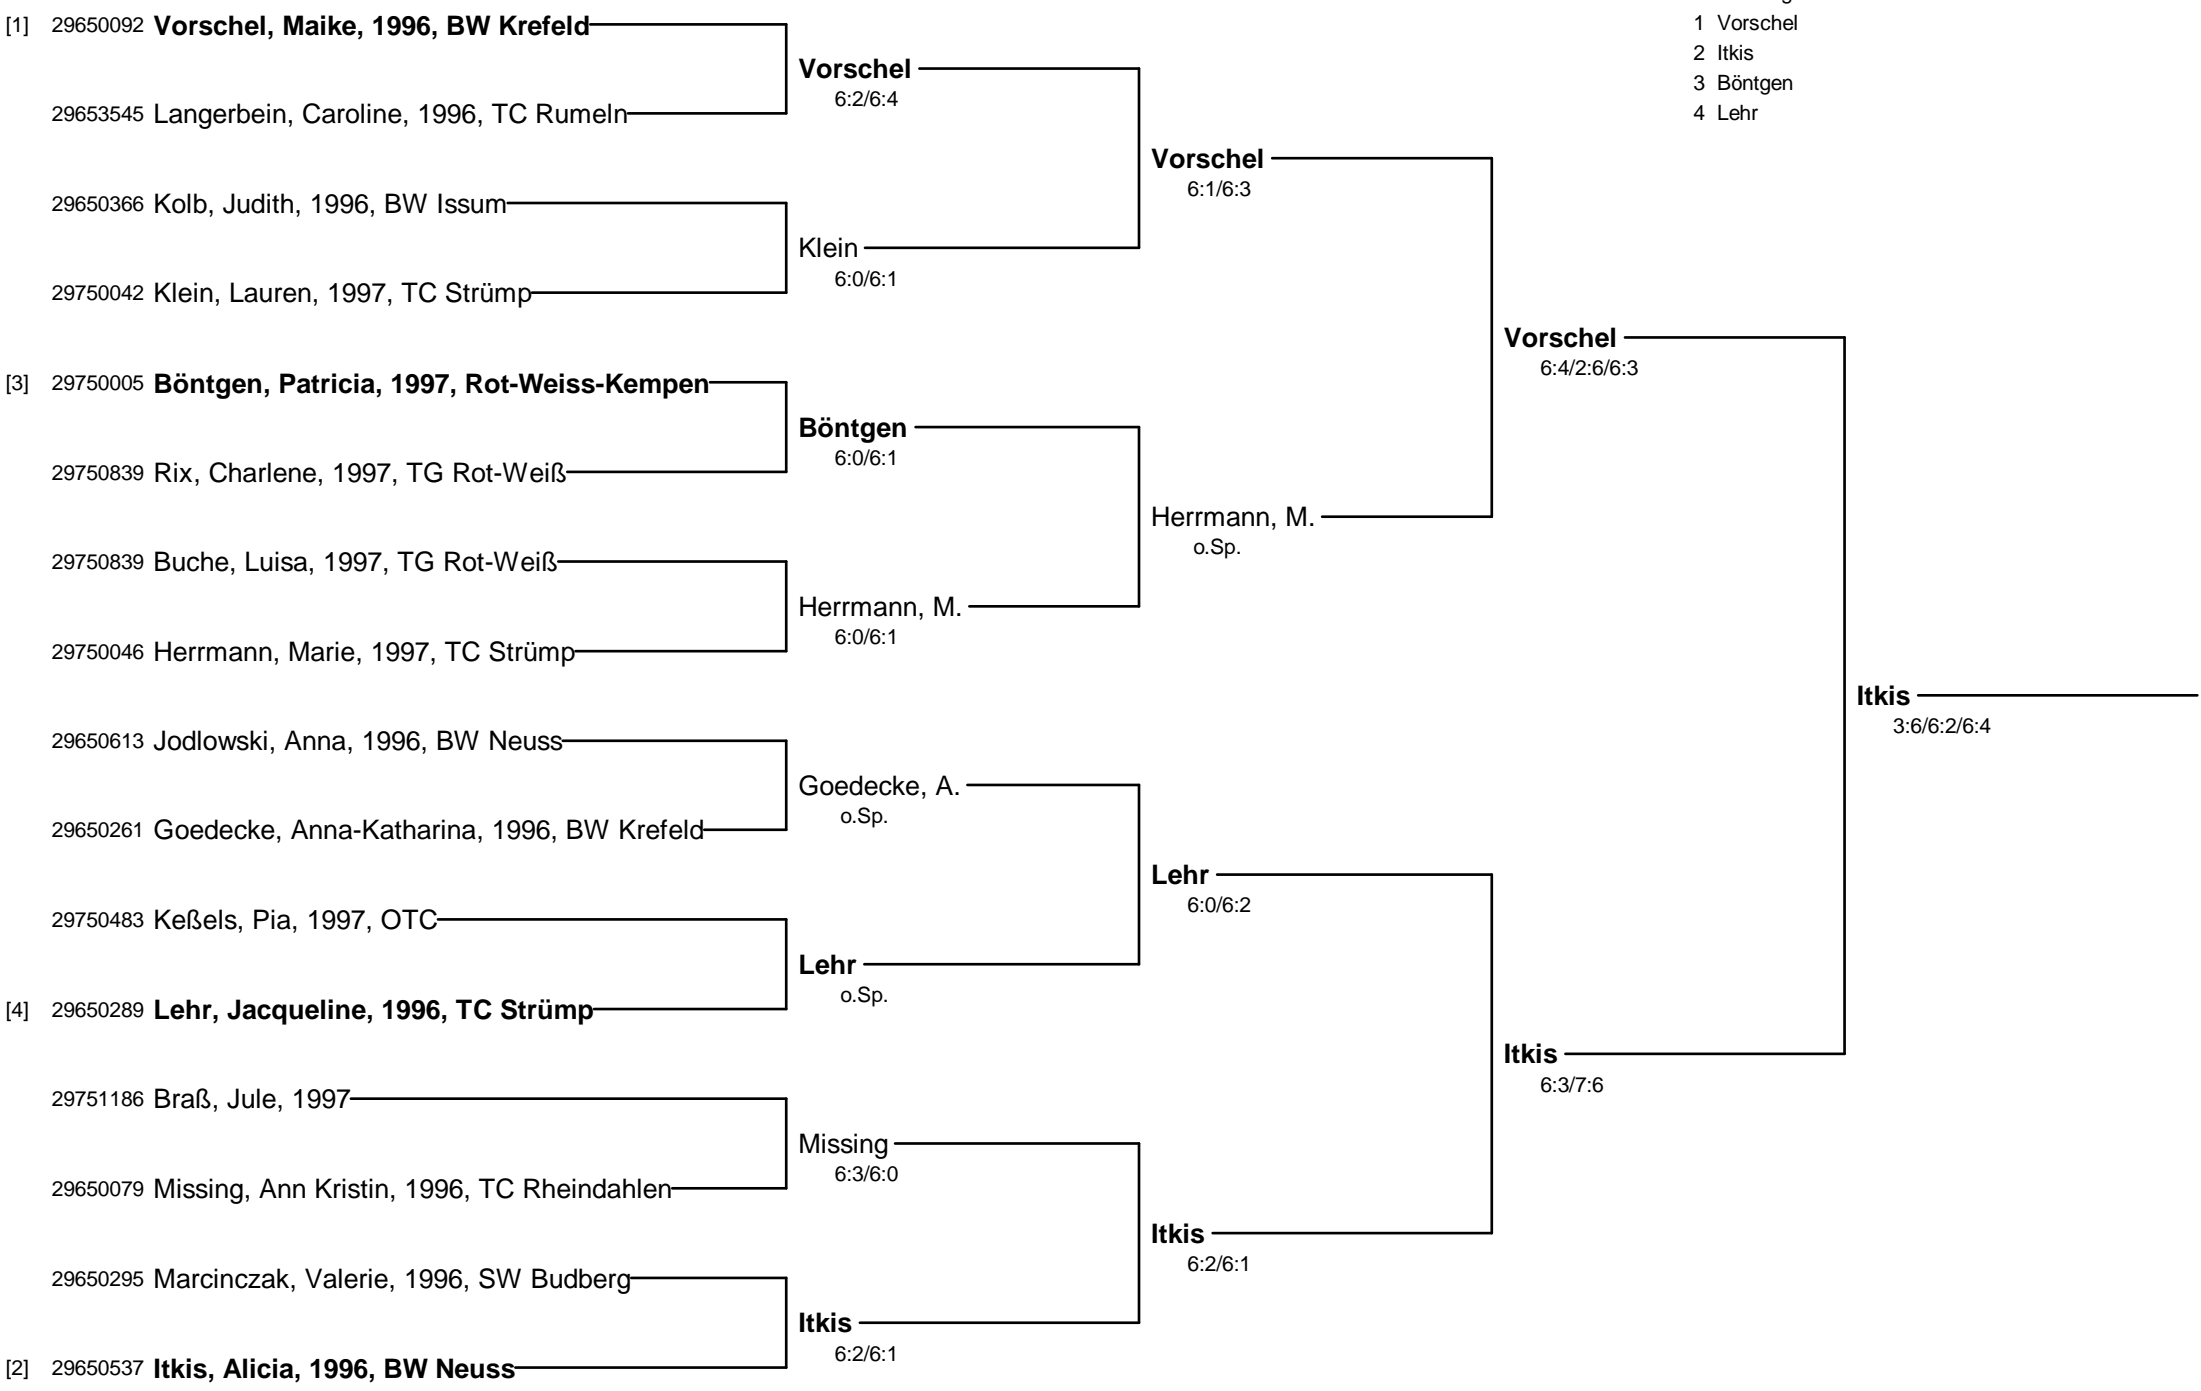 1 Vorschel
2 Itkis
3 Böntgen
4 Lehr
[1] 29650092 Vorschel, Maike, 1996, BW Krefeld
Vorschel
6:2/6:4
29653545 Langerbein, Caroline, 1996, TC Rumeln
Vorschel
6:1/6:3
29650366 Kolb, Judith, 1996, BW Issum
Klein
6:0/6:1
29750042 Klein, Lauren, 1997, TC Strümp
Vorschel
6:4/2:6/6:3
[3] 29750005 Böntgen, Patricia, 1997, Rot-Weiss-Kempen
Böntgen
6:0/6:1
29750839 Rix, Charlene, 1997, TG Rot-Weiß
Herrmann, M.
o.Sp.
29750839 Buche, Luisa, 1997, TG Rot-Weiß
Herrmann, M.
6:0/6:1
29750046 Herrmann, Marie, 1997, TC Strümp
Itkis
3:6/6:2/6:4
29650613 Jodlowski, Anna, 1996, BW Neuss
Goedecke, A.
o.Sp.
29650261 Goedecke, Anna-Katharina, 1996, BW Krefeld
Lehr
6:0/6:2
29750483 Keßels, Pia, 1997, OTC
Lehr
o.Sp.
[4] 29650289 Lehr, Jacqueline, 1996, TC Strümp
Itkis
6:3/7:6
29751186 Braß, Jule, 1997
Missing
6:3/6:0
29650079 Missing, Ann Kristin, 1996, TC Rheindahlen
Itkis
6:2/6:1
29650295 Marcinczak, Valerie, 1996, SW Budberg
Itkis
6:2/6:1
[2] 29650537 Itkis, Alicia, 1996, BW Neuss